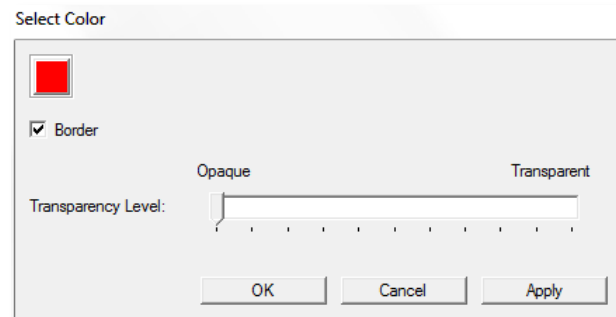 Select Color
Border
Opaque Transparent
Transparency Level:
OK Cancel Apply